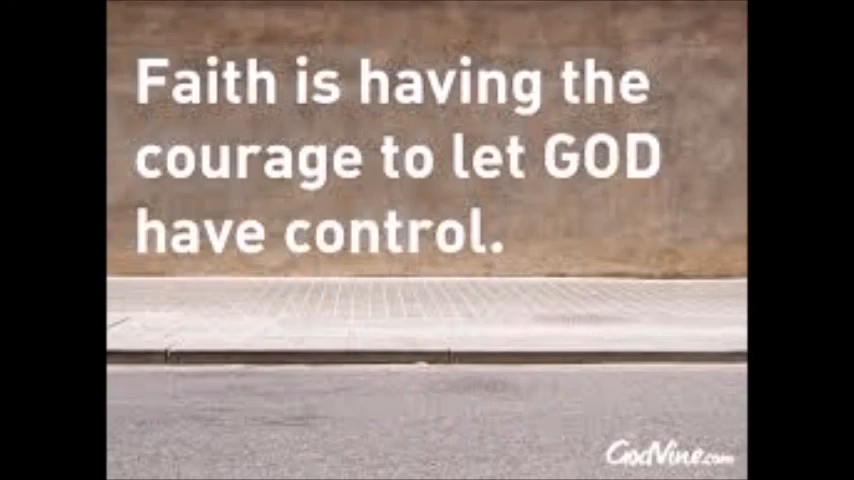 Faith is having the
courage to let GOD
have control.
GodVine.com